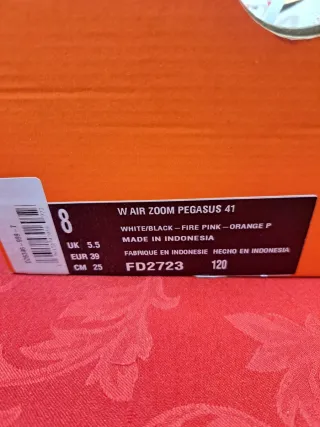 W AIR ZOOM PEGASUS 41
8
WHITE/BLACK–FIRE PINK–ORANGE P
MADE IN INDONESIA
UK 5.5
FABRIQUE EN INDONESIE HECHO EN INDONESIA
EUR 39
CM 25
FD2723 120